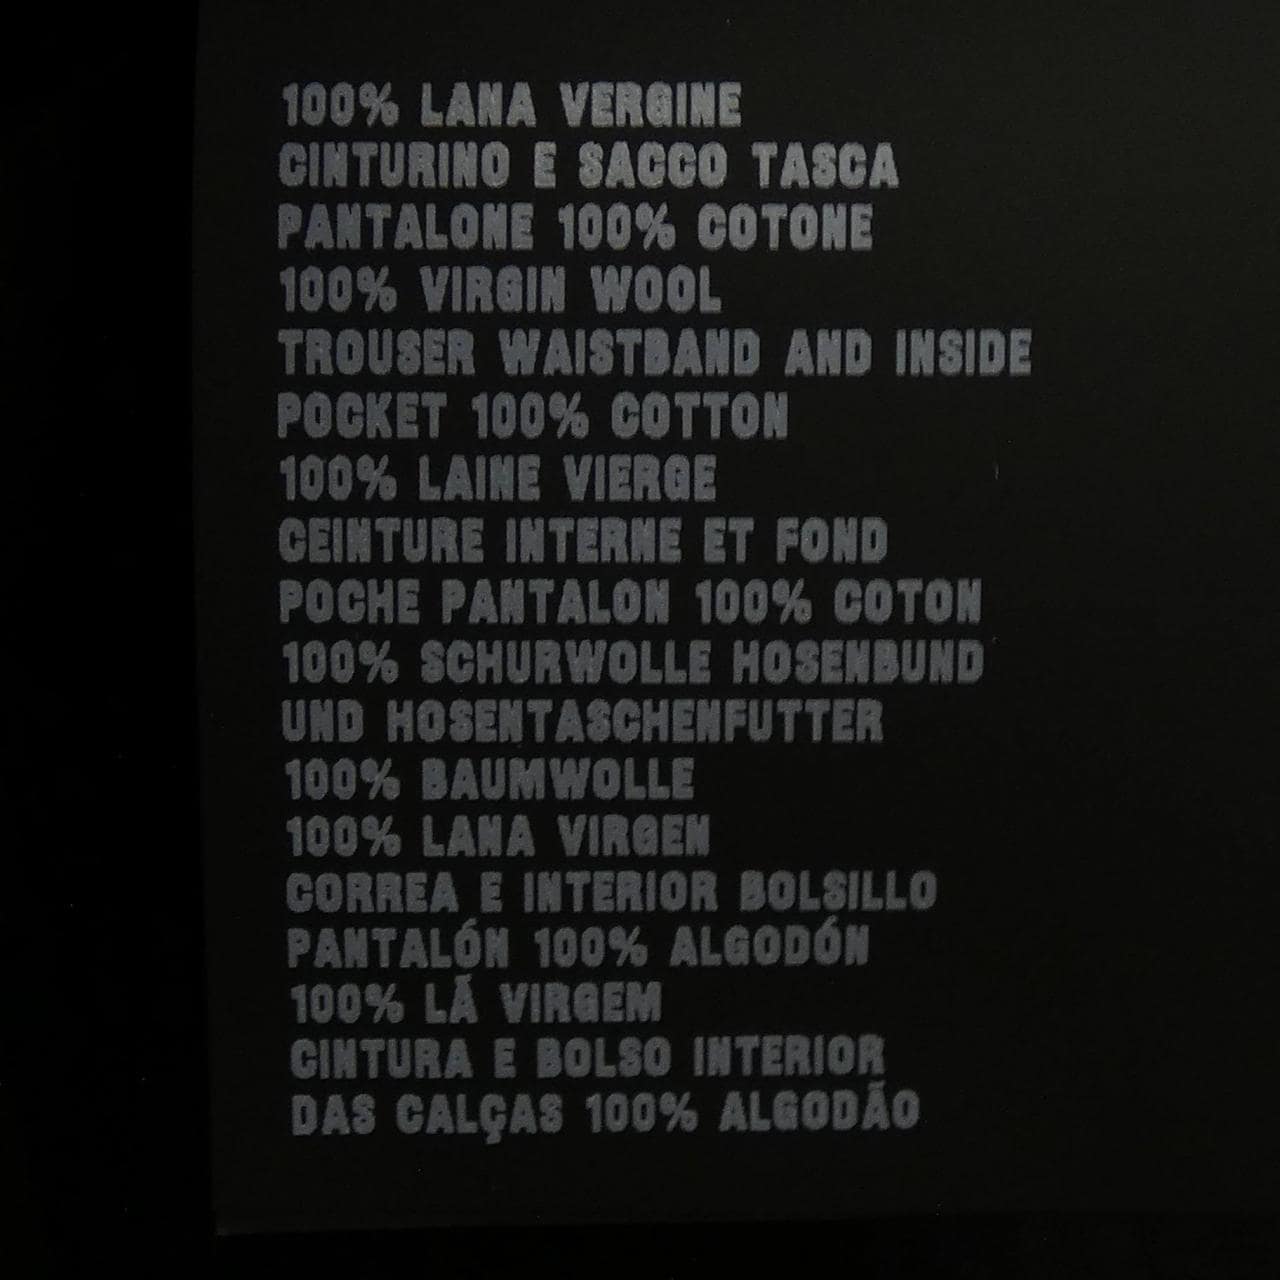 100% LANA VERGINE
CINTURINO E SACCO TASCA
PANTALONE 100% COTONE
100% VIRGIN WOOL
TROUSER WAISTBAND AND INSIDE
POCKET 100% COTTON
100% LAINE VIERGE
CEINTURE INTERNE ET FOND
POCHE PANTALON 100% COTON
100% SCHURWOLLE HOSENBUND
UND HOSENTASCHENFUTTER
100% BAUMWOLLE
100% LANA VIRGEN
CORREA E INTERIOR BOLSILLO
PANTALÓN 100% ALGODÓN
100% LÃ VIRGEM
CINTURA E BOLSO INTERIOR
DAS CALÇAS 100% ALGODÃO